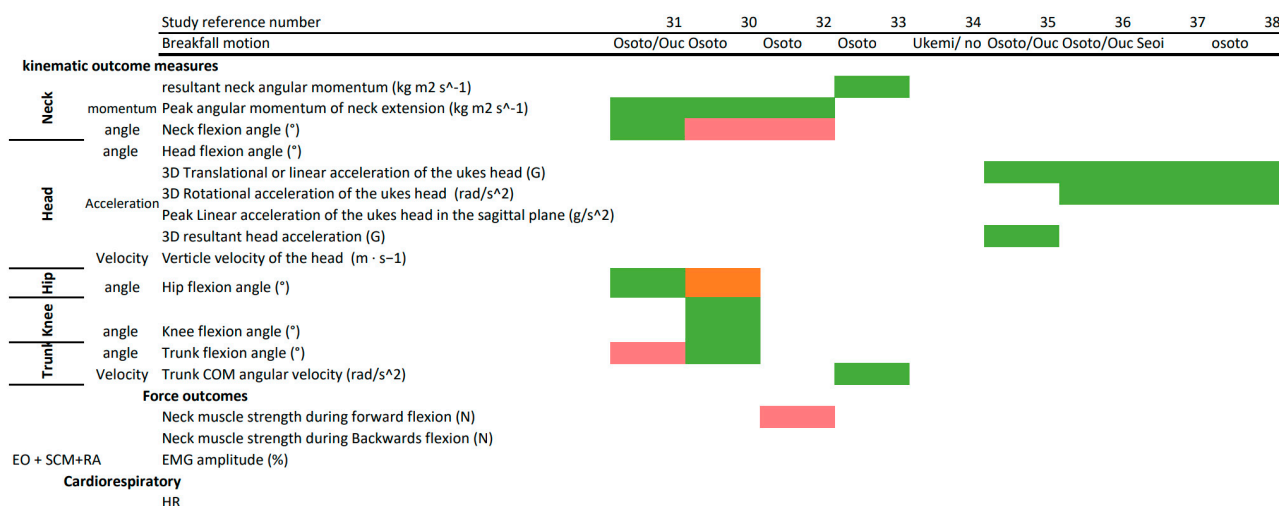 Study reference number 31 30 32 33 34 35 36 37 38
Breakfall motion Osoto/Ouc Osoto Osoto Osoto Ukemi/ no Osoto/Ouc Osoto/Ouc Seoi osoto
kinematic outcome measures
Neck
resultant neck angular momentum (kg m2 s^-1)
momentum Peak angular momentum of neck extension (kg m2 s^-1)
angle Neck flexion angle (°)
Head
angle Head flexion angle (°)
3D Translational or linear acceleration of the ukes head (G)
Acceleration 3D Rotational acceleration of the ukes head (rad/s^2)
Peak Linear acceleration of the ukes head in the sagittal plane (g/s^2)
3D resultant head acceleration (G)
Velocity Verticle velocity of the head (m · s−1)
Hip
angle Hip flexion angle (°)
Knee
angle Knee flexion angle (°)
Trunk
angle Trunk flexion angle (°)
Velocity Trunk COM angular velocity (rad/s^2)
Force outcomes
Neck muscle strength during forward flexion (N)
Neck muscle strength during Backwards flexion (N)
EO + SCM+RA EMG amplitude (%)
Cardiorespiratory
HR